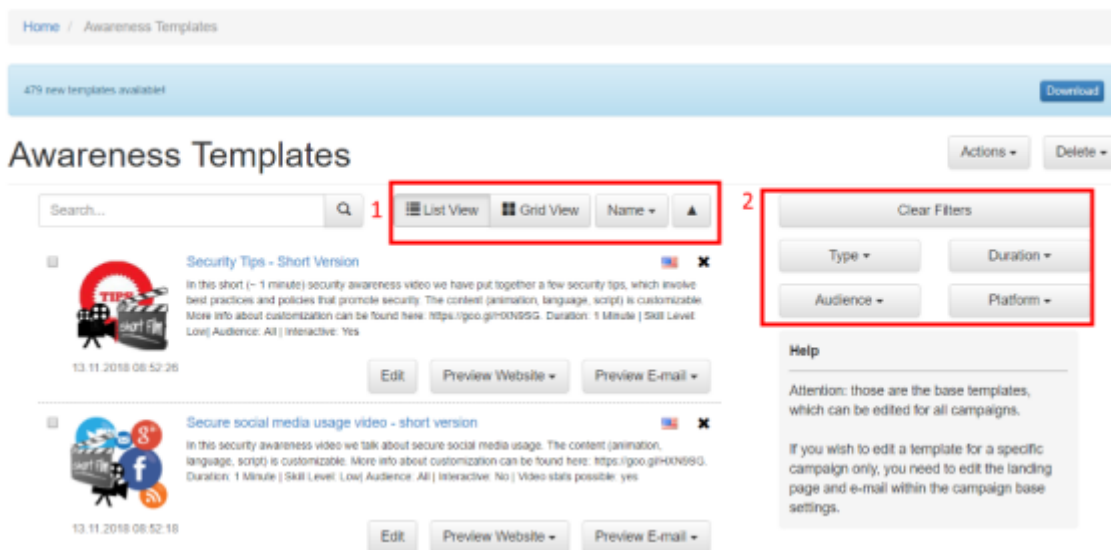 Home / Awareness Templates
479 new templates available!
Download
Awareness Templates
Actions
Delete
Search...
1
List View
Grid View
Name
2
Clear Filters
Type
Duration
Audience
Platform
Security Tips - Short Version
In this short (~ 1 minute) security awareness video we have put together a few security tips, which involve
best practices and policies that promote security. The content (animation, language, script) is customizable.
More info about customization can be found here: https://goo.gl/HXN9SG. Duration: 1 Minute | Skill Level:
Low| Audience: All | Interactive: Yes
TIPS
short Film
13.11.2018 08:52:26
Edit
Preview Website
Preview E-mail
Secure social media usage video - short version
In this security awareness video we talk about secure social media usage. The content (animation,
language, script) is customizable. More info about customization can be found here: https://goo.gl/HXN9SG.
Duration: 1 Minute | Skill Level: Low| Audience: All | Interactive: No | Video stats possible: yes
g+
short Film
f
13.11.2018 08:52:18
Edit
Preview Website
Preview E-mail
Help
Attention: those are the base templates,
which can be edited for all campaigns.
If you wish to edit a template for a specific
campaign only, you need to edit the landing
page and e-mail within the campaign base
settings.